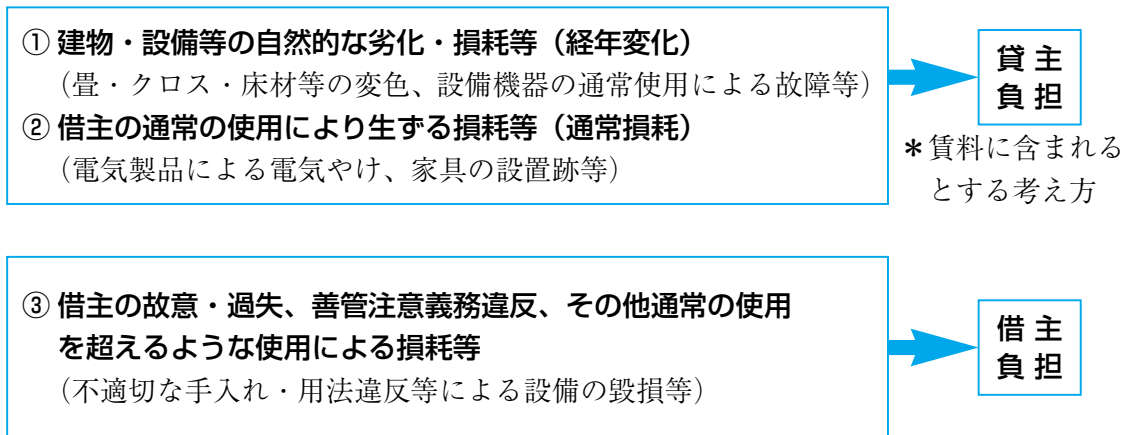 ① 建物・設備等の自然的な劣化・損耗等（経年変化）
（畳・クロス・床材等の変色、設備機器の通常使用による故障等）
② 借主の通常の使用により生ずる損耗等（通常損耗）
（電気製品による電気やけ、家具の設置跡等）
貸主
負担
＊賃料に含まれる
とする考え方
③ 借主の故意・過失、善管注意義務違反、その他通常の使用
を超えるような使用による損耗等
（不適切な手入れ・用法違反等による設備の毀損等）
借主
負担